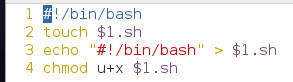 1 #!/bin/bash
2 touch $1.sh
3 echo "#!/bin/bash" > $1.sh
4 chmod u+x $1.sh